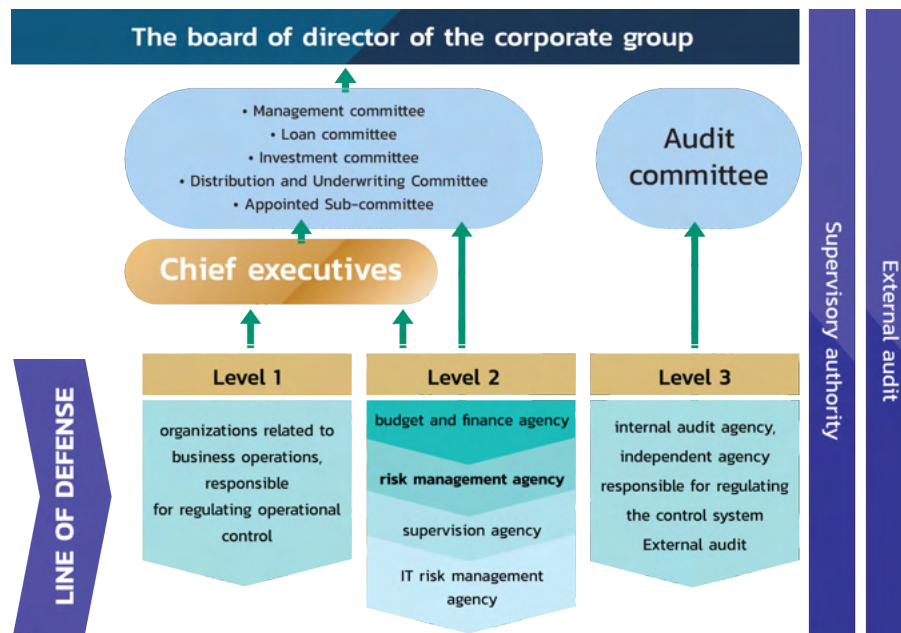 The board of director of the corporate group
• Management committee
• Loan committee
• Investment committee
• Distribution and Underwriting Committee
• Appointed Sub-committee
Audit
committee
Chief executives
LINE OF DEFENSE
Level 1
organizations related to
business operations,
responsible
for regulating operational
control
Level 2
budget and finance agency
risk management agency
supervision agency
IT risk management
agency
Level 3
internal audit agency,
independent agency
responsible for regulating
the control system
External audit
Supervisory authority
External audit